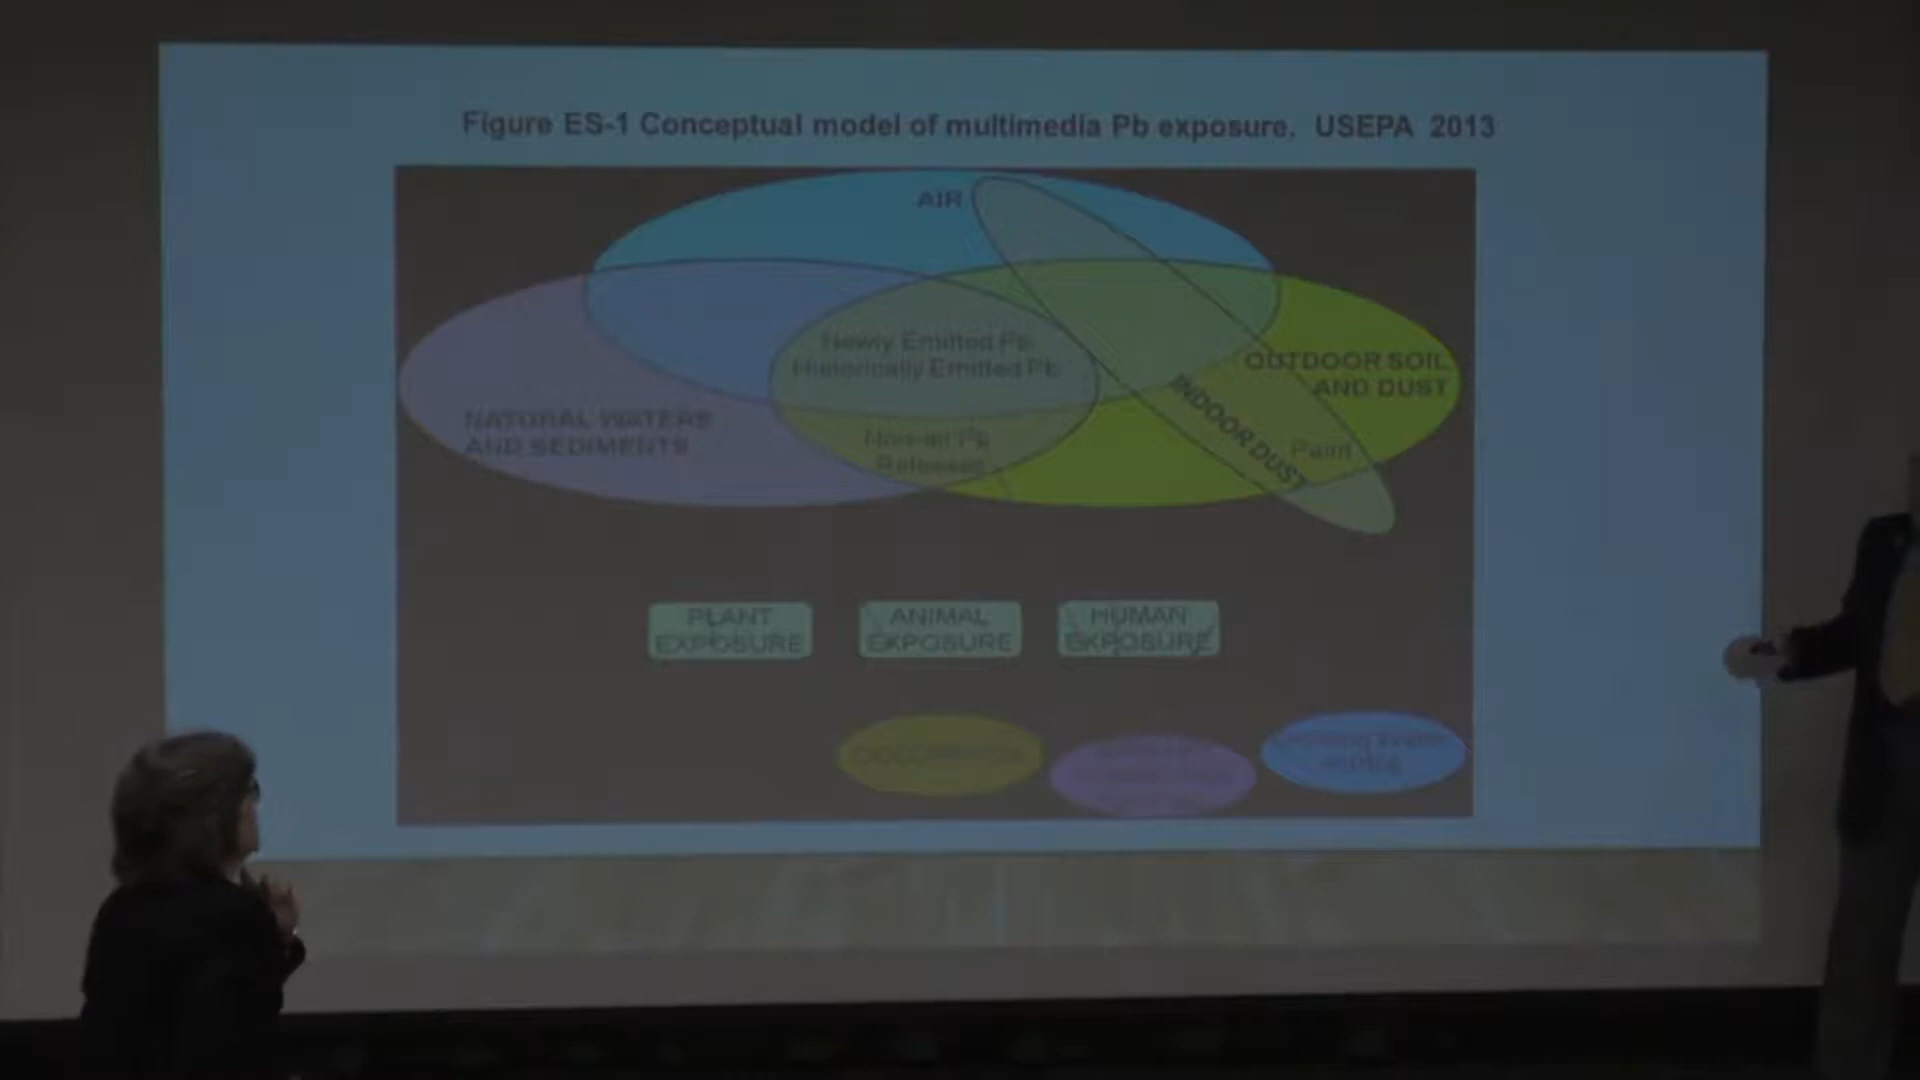 Figure ES-1 Conceptual model of multimedia Pb exposure. USEPA 2013
AIR
Newly Emitted Pb
Historically Emitted Pb
OUTDOOR SOIL
AND DUST
NATURAL WATERS
AND SEDIMENTS
INDOOR DUST
Non-air Pb
Releases
Paint
PLANT
EXPOSURE
ANIMAL
EXPOSURE
HUMAN
EXPOSURE